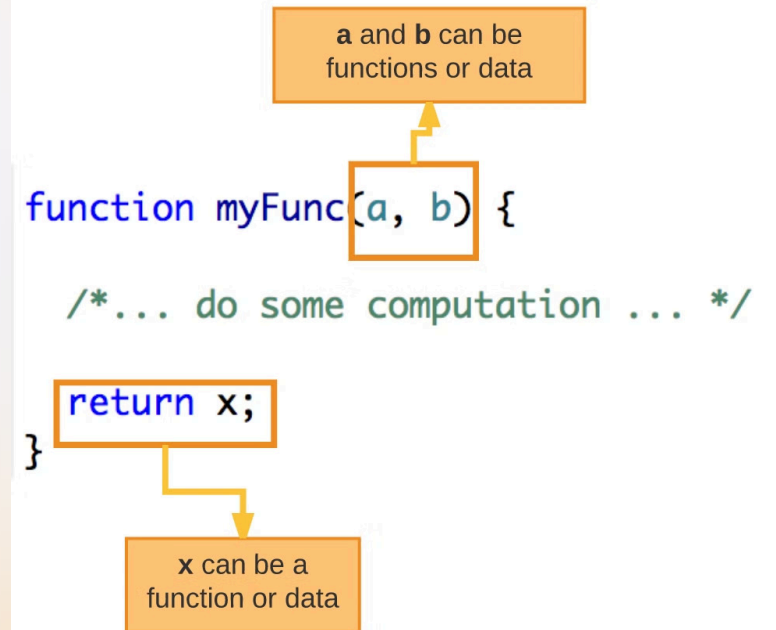 a and b can be
functions or data
function myFunc(a, b) {
/*... do some computation ... */
return x;
}
x can be a
function or data